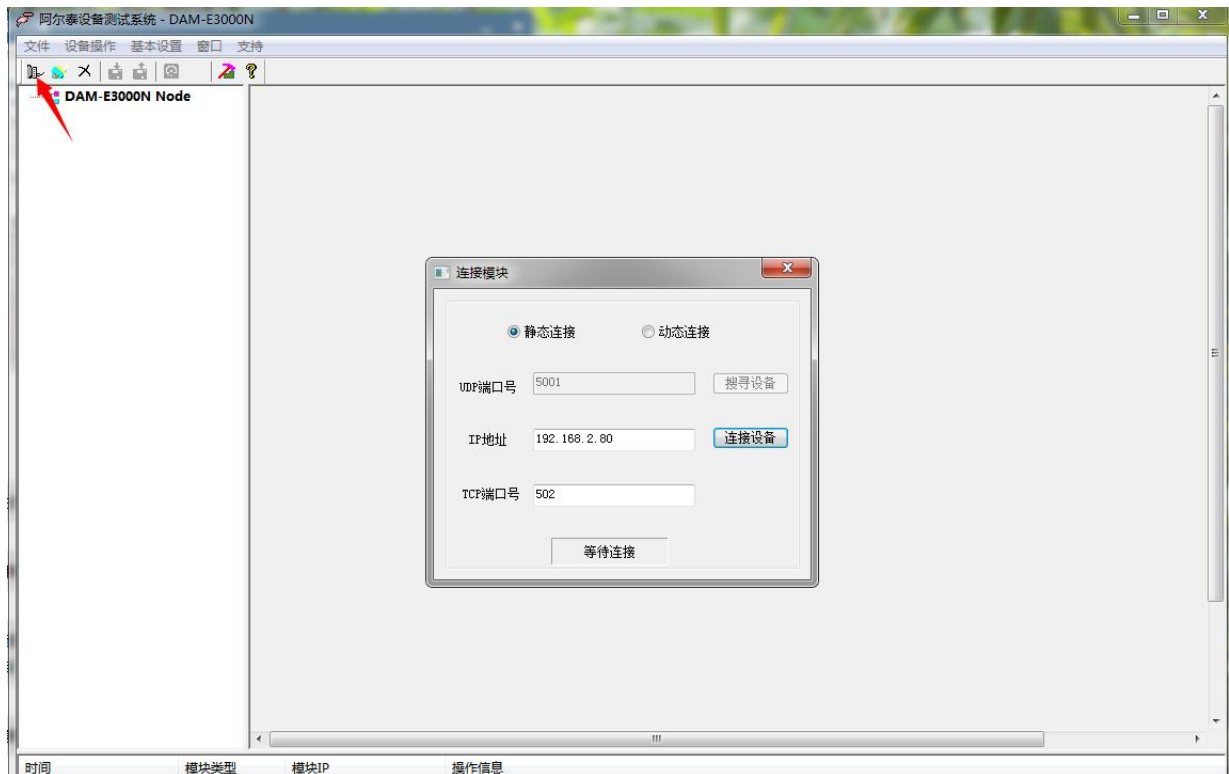 阿尔泰设备测试系统 - DAM-E3000N
文件 设备操作 基本设置 窗口 支持
DAM-E3000N Node
连接模块
静态连接 动态连接
UDP端口号 5001 搜寻设备
IP地址 192.168.2.80 连接设备
TCP端口号 502
等待连接
时间 模块类型 模块IP 操作信息